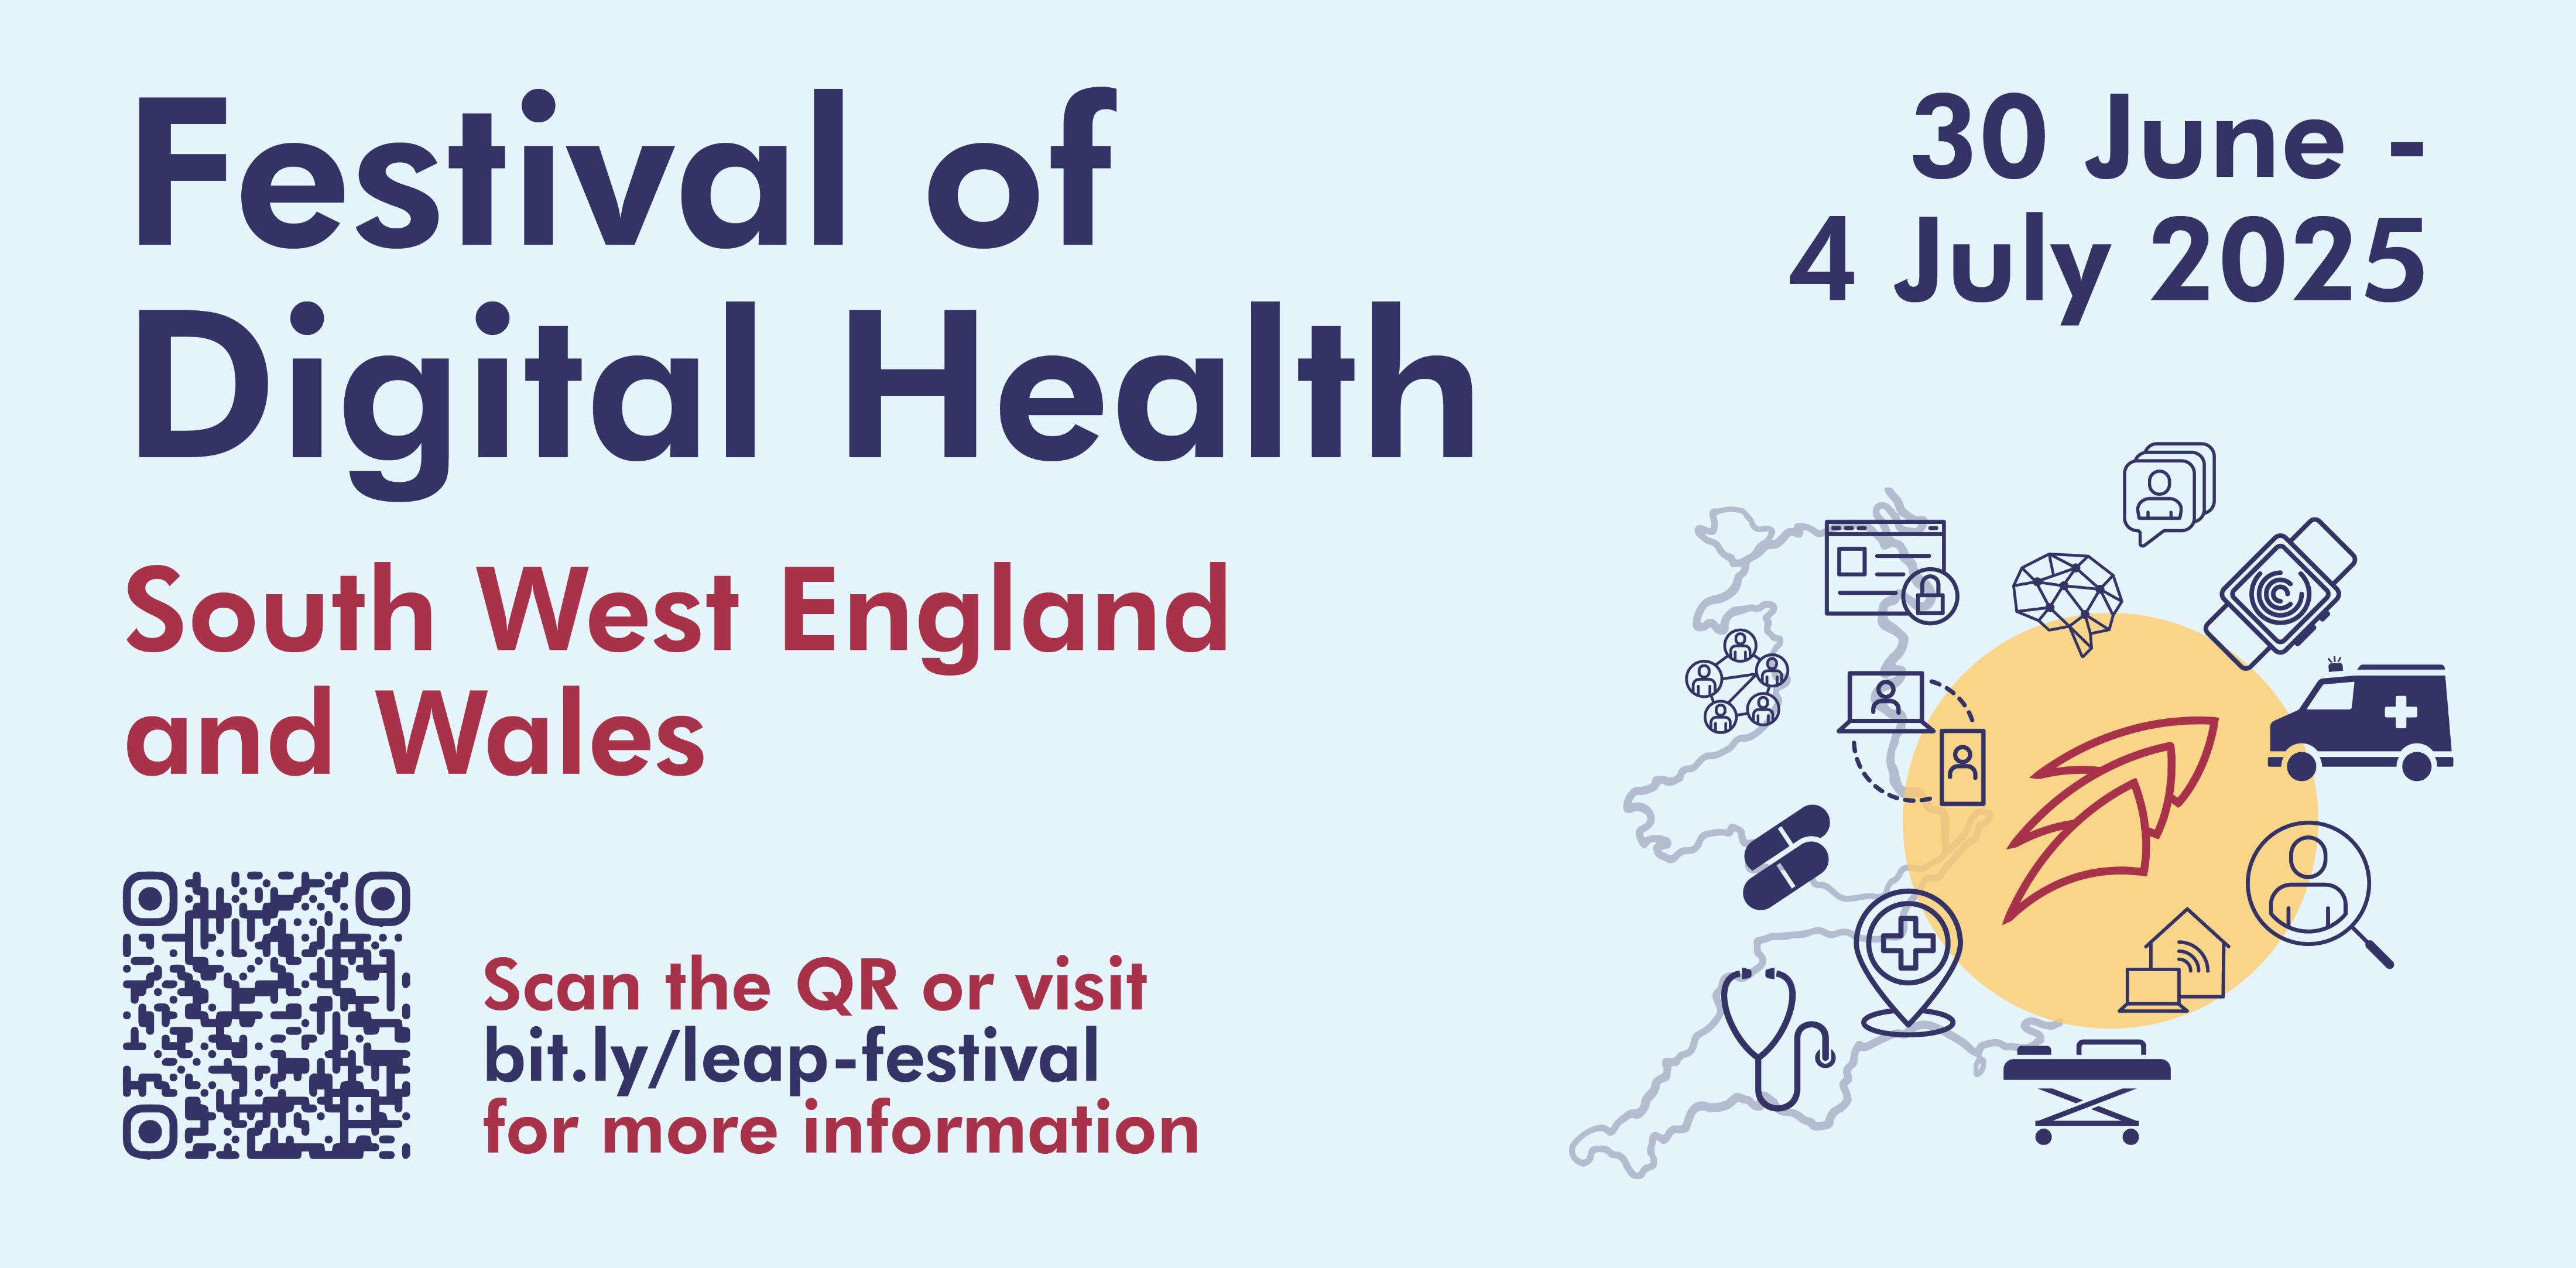 Festival of
Digital Health
30 June -
4 July 2025
South West England
and Wales
Scan the QR or visit
bit.ly/leap-festival
for more information